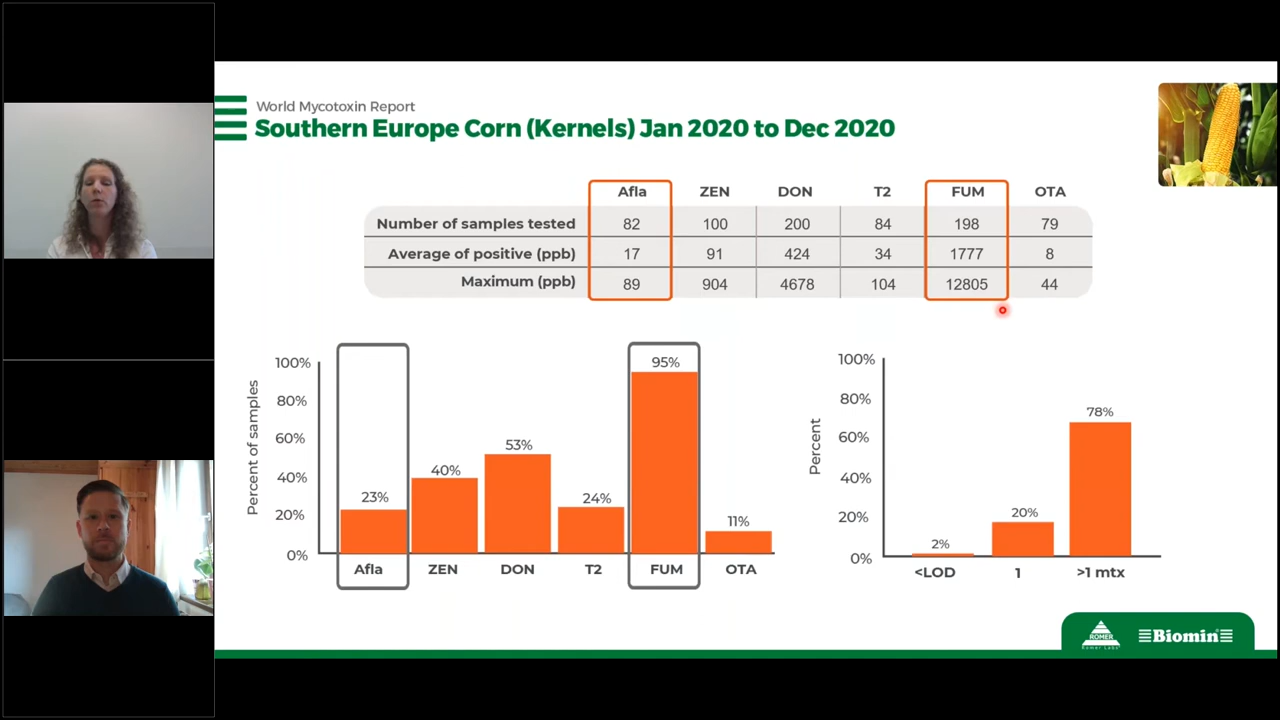 World Mycotoxin Report
Southern Europe Corn (Kernels) Jan 2020 to Dec 2020
Afla ZEN DON T2 FUM OTA
Number of samples tested 82 100 200 84 198 79
Average of positive (ppb) 17 91 424 34 1777 8
Maximum (ppb) 89 904 4678 104 12805 44
Percent of samples
100%
80%
60%
40%
20%
0%
23%
40%
53%
24%
95%
11%
Afla ZEN DON T2 FUM OTA
Percent
100%
80%
60%
40%
20%
0%
2%
20%
78%
<LOD 1 >1 mtx
ROMER
Romer Labs
Biomin